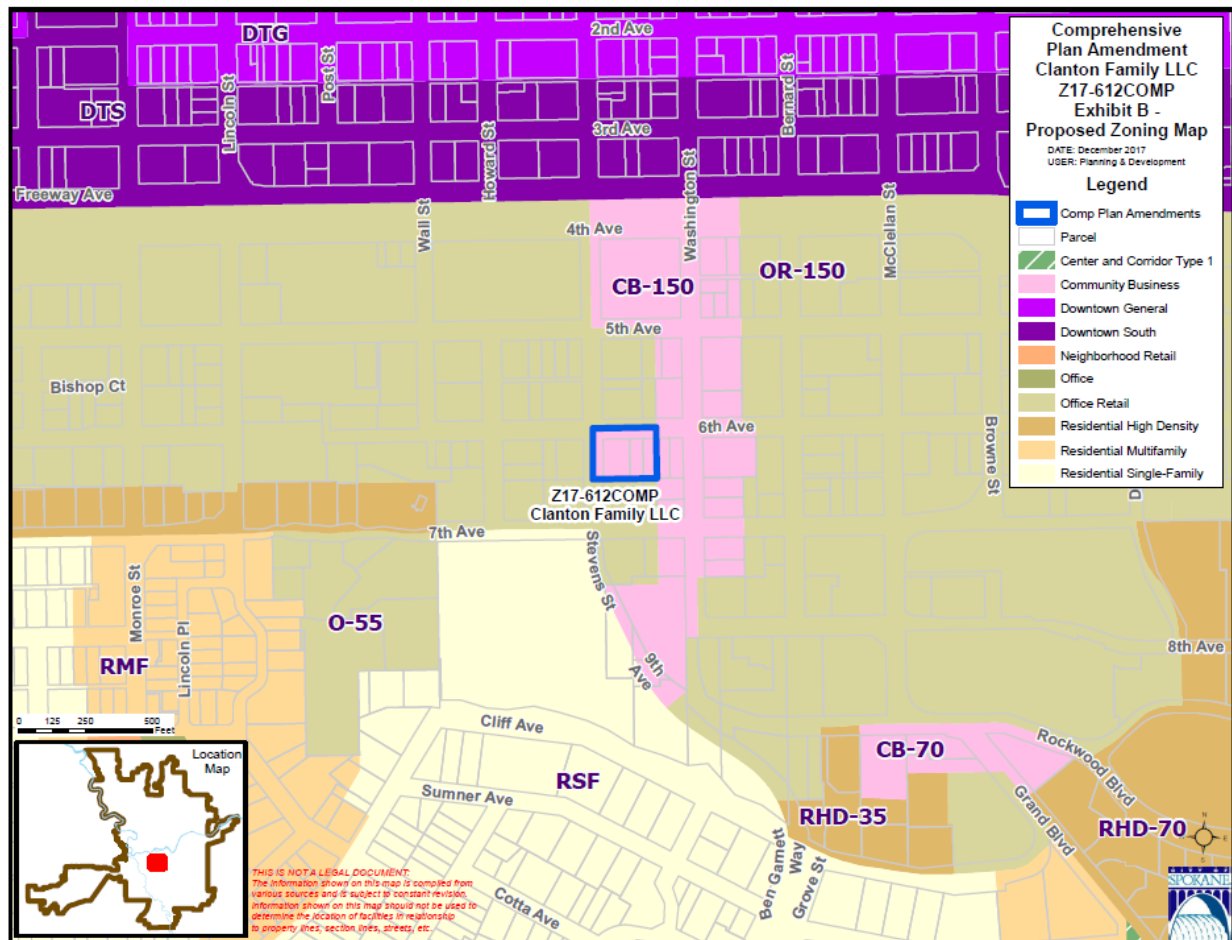 DTG
2nd Ave
Post St
Lincoln St
Bernard St
DTS
3rd Ave
Howard St
Freeway Ave
Wall St
4th Ave
Washington St
McClellan St
CB-150
OR-150
5th Ave
Bishop Ct
6th Ave
Browne St
D
Z17-612COMP
Clanton Family LLC
7th Ave
Stevens St
Monroe St
Lincoln Pl
O-55
RMF
9th
Ave
8th Ave
Cliff Ave
CB-70
Rockwood Blvd
RSF
Sumner Ave
Grand Blvd
RHD-35
RHD-70
Ben Garnett
Way
Grove St
Cotta Ave
Comprehensive
Plan Amendment
Clanton Family LLC
Z17-612COMP
Exhibit B -
Proposed Zoning Map
DATE: December 2017
USER: Planning & Development
Legend
Comp Plan Amendments
Parcel
Center and Corridor Type 1
Community Business
Downtown General
Downtown South
Neighborhood Retail
Office
Office Retail
Residential High Density
Residential Multifamily
Residential Single-Family
0 125 250 500
Feet
Location
Map
THIS IS NOT A LEGAL DOCUMENT:
The information shown on this map is compiled from
various sources and is subject to constant revision.
Information shown on this map should not be used to
determine the location of facilities in relationship
to property lines, section lines, streets, etc.
N
E
S
CITY OF
SPOKANE